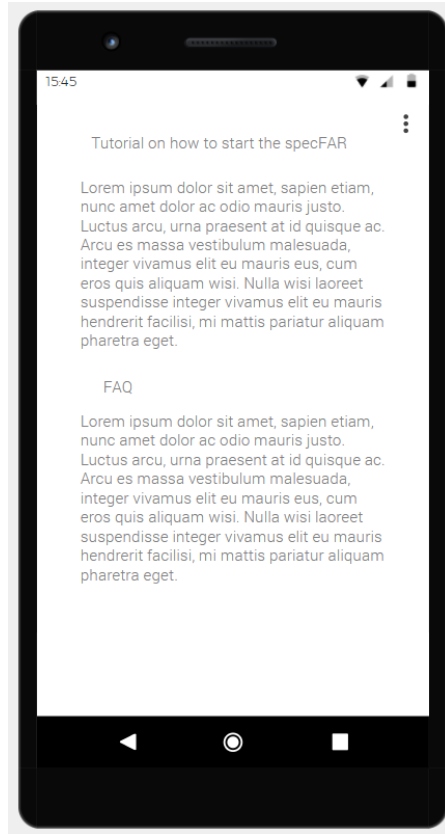 15:45
Tutorial on how to start the specFAR
Lorem ipsum dolor sit amet, sapien etiam,
nunc amet dolor ac odio mauris justo.
Luctus arcu, urna praesent at id quisque ac.
Arcu es massa vestibulum malesuada,
integer vivamus elit eu mauris eus, cum
eros quis aliquam wisi. Nulla wisi laoreet
suspendisse integer vivamus elit eu mauris
hendrerit facilisi, mi mattis pariatur aliquam
pharetra eget.
FAQ
Lorem ipsum dolor sit amet, sapien etiam,
nunc amet dolor ac odio mauris justo.
Luctus arcu, urna praesent at id quisque ac.
Arcu es massa vestibulum malesuada,
integer vivamus elit eu mauris eus, cum
eros quis aliquam wisi. Nulla wisi laoreet
suspendisse integer vivamus elit eu mauris
hendrerit facilisi, mi mattis pariatur aliquam
pharetra eget.